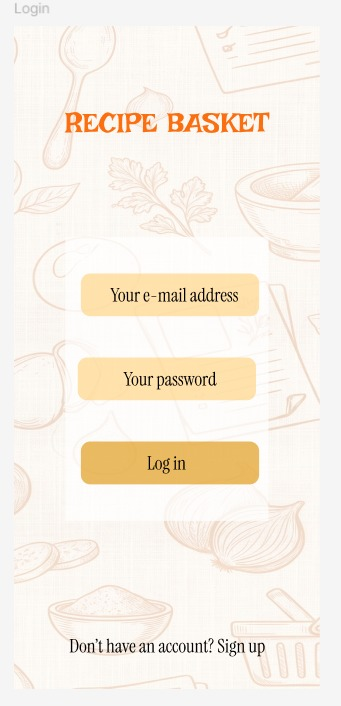 Login
RECIPE BASKET
Your e-mail address
Your password
Log in
Don't have an account? Sign up